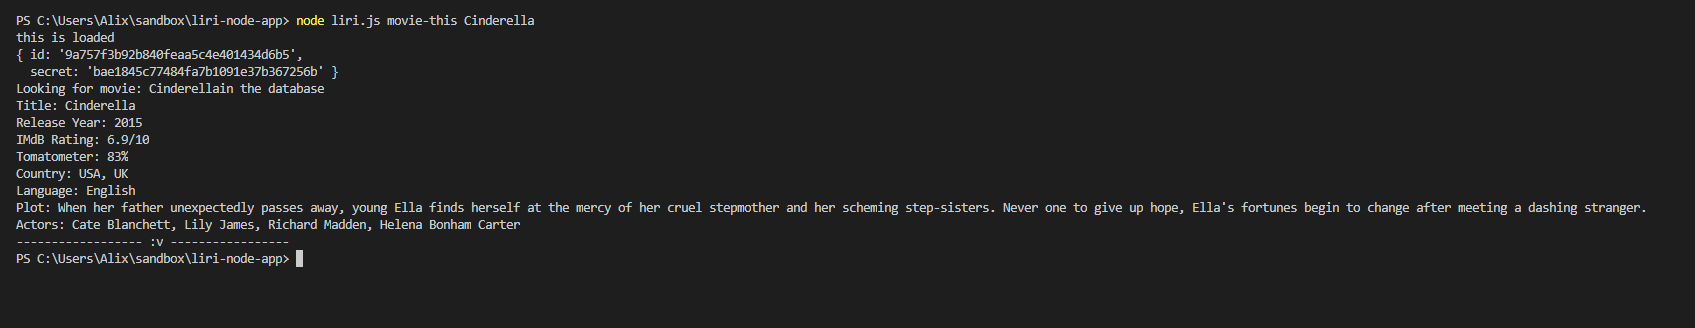 PS C:\Users\Alix\sandbox\liri-node-app> node liri.js movie-this Cinderella
this is loaded
{ id: '9a757f3b92b840feaa5c4e401434d6b5',
  secret: 'bae1845c77484fa7b1091e37b367256b' }
Looking for movie: Cinderellain the database
Title: Cinderella
Release Year: 2015
IMdB Rating: 6.9/10
Tomatometer: 83%
Country: USA, UK
Language: English
Plot: When her father unexpectedly passes away, young Ella finds herself at the mercy of her cruel stepmother and her scheming step-sisters. Never one to give up hope, Ella's fortunes begin to change after meeting a dashing stranger.
Actors: Cate Blanchett, Lily James, Richard Madden, Helena Bonham Carter
------------------ :v -----------------
PS C:\Users\Alix\sandbox\liri-node-app>